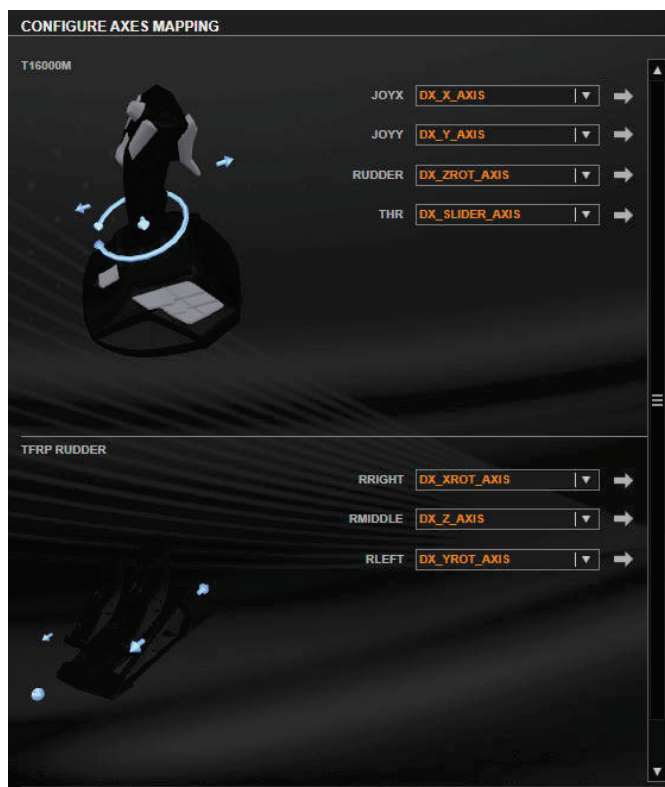 CONFIGURE AXES MAPPING
T16000M
JOYX DX_X_AXIS
JOYY DX_Y_AXIS
RUDDER DX_ZROT_AXIS
THR DX_SLIDER_AXIS
TFRP RUDDER
RRIGHT DX_XROT_AXIS
RMIDDLE DX_Z_AXIS
RLEFT DX_YROT_AXIS